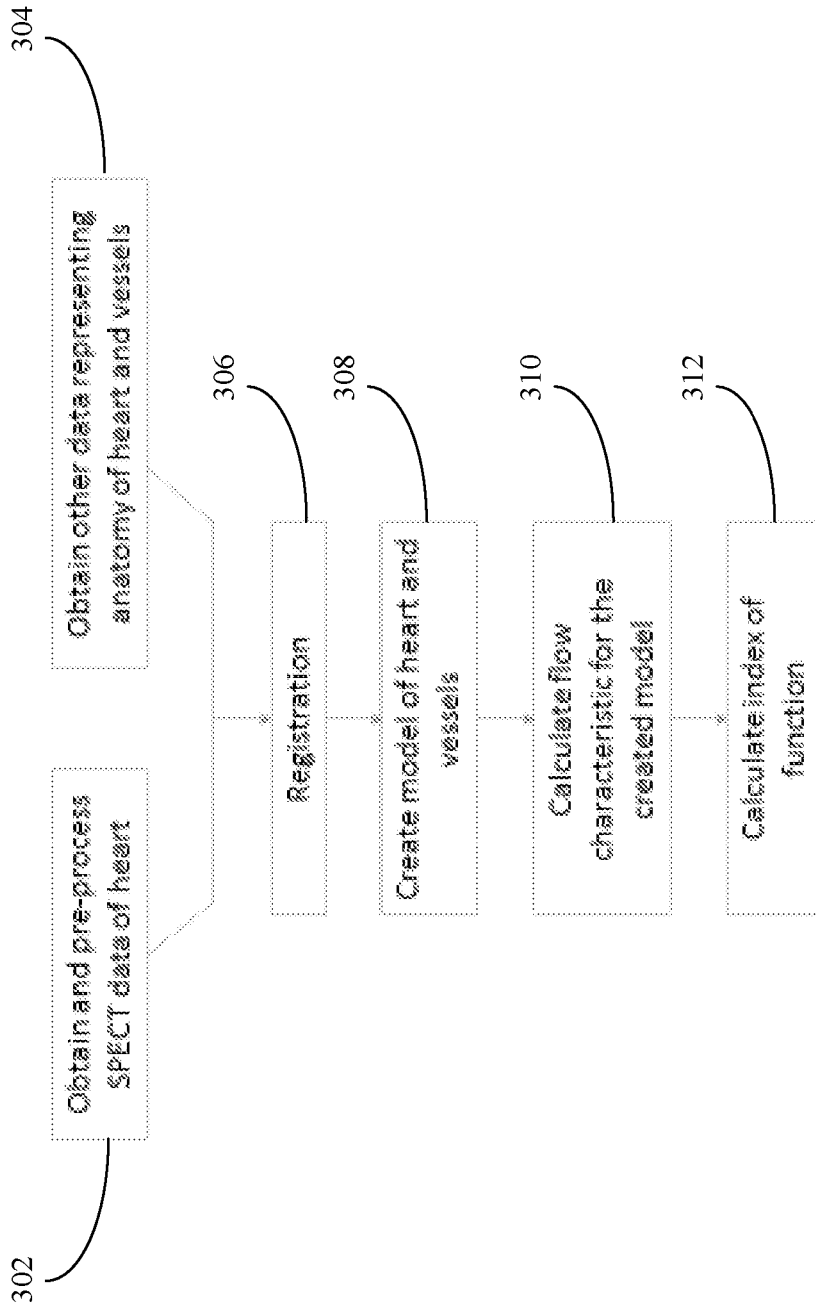 302
Obtain and pre-process
SPECT data of heart
304
Obtain other data representing
anatomy of heart and vessels
306
Registration
308
Create model of heart and
vessels
310
Calculate flow
characteristic for the
created model
312
Calculate index of
function